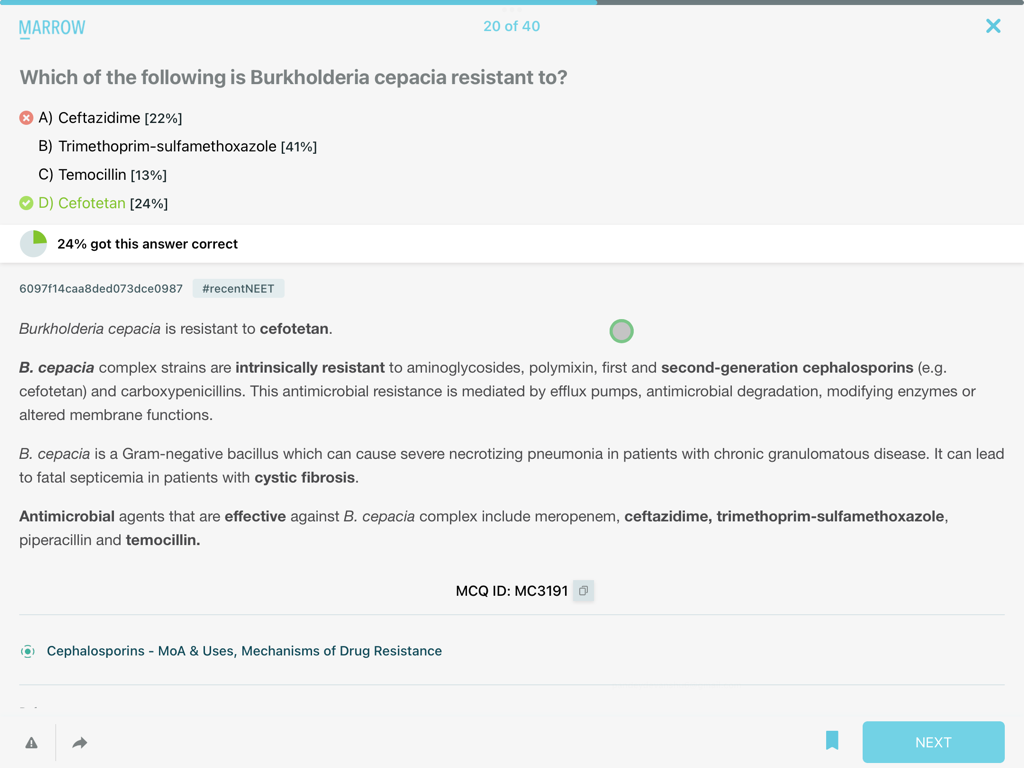 MARROW
20 of 40
Which of the following is Burkholderia cepacia resistant to?
A) Ceftazidime [22%]
B) Trimethoprim-sulfamethoxazole [41%]
C) Temocillin [13%]
D) Cefotetan [24%]
24% got this answer correct
6097f14caa8ded073dce0987 #recentNEET
Burkholderia cepacia is resistant to cefotetan.
B. cepacia complex strains are intrinsically resistant to aminoglycosides, polymixin, first and second-generation cephalosporins (e.g.
cefotetan) and carboxypenicillins. This antimicrobial resistance is mediated by efflux pumps, antimicrobial degradation, modifying enzymes or
altered membrane functions.
B. cepacia is a Gram-negative bacillus which can cause severe necrotizing pneumonia in patients with chronic granulomatous disease. It can lead
to fatal septicemia in patients with cystic fibrosis.
Antimicrobial agents that are effective against B. cepacia complex include meropenem, ceftazidime, trimethoprim-sulfamethoxazole,
piperacillin and temocillin.
MCQ ID: MC3191
Cephalosporins - MoA & Uses, Mechanisms of Drug Resistance
NEXT